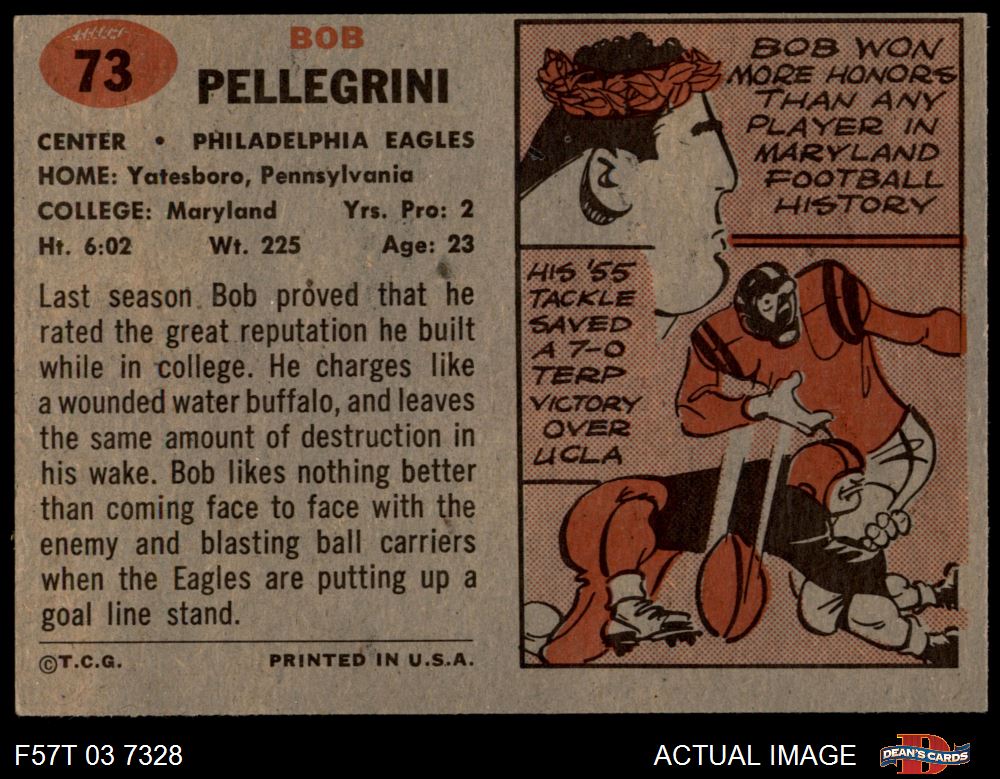 73
BOB
PELLEGRINI
CENTER • PHILADELPHIA EAGLES
HOME: Yatesboro, Pennsylvania
COLLEGE: Maryland Yrs. Pro: 2
Ht. 6:02 Wt. 225 Age: 23
Last season Bob proved that he
rated the great reputation he built
while in college. He charges like
a wounded water buffalo, and leaves
the same amount of destruction in
his wake. Bob likes nothing better
than coming face to face with the
enemy and blasting ball carriers
when the Eagles are putting up a
goal line stand.
©T.C.G. PRINTED IN U.S.A.
BOB WON
MORE HONORS
THAN ANY
PLAYER IN
MARYLAND
FOOTBALL
HISTORY
HIS '55
TACKLE
SAVED
A 7-0
TERP
VICTORY
OVER
UCLA
F57T 03 7328
ACTUAL IMAGE
DEAN'S CARDS